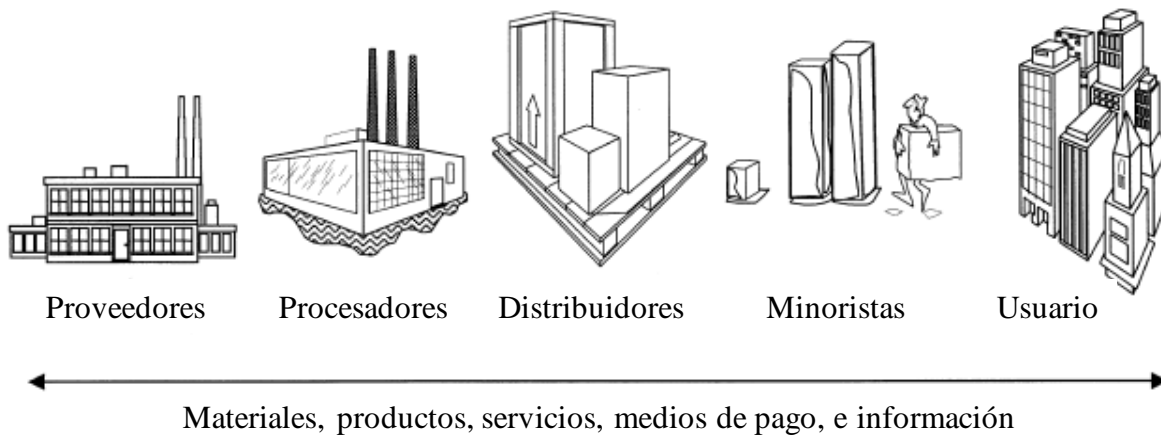 Proveedores Procesadores Distribuidores Minoristas Usuario
Materiales, productos, servicios, medios de pago, e información